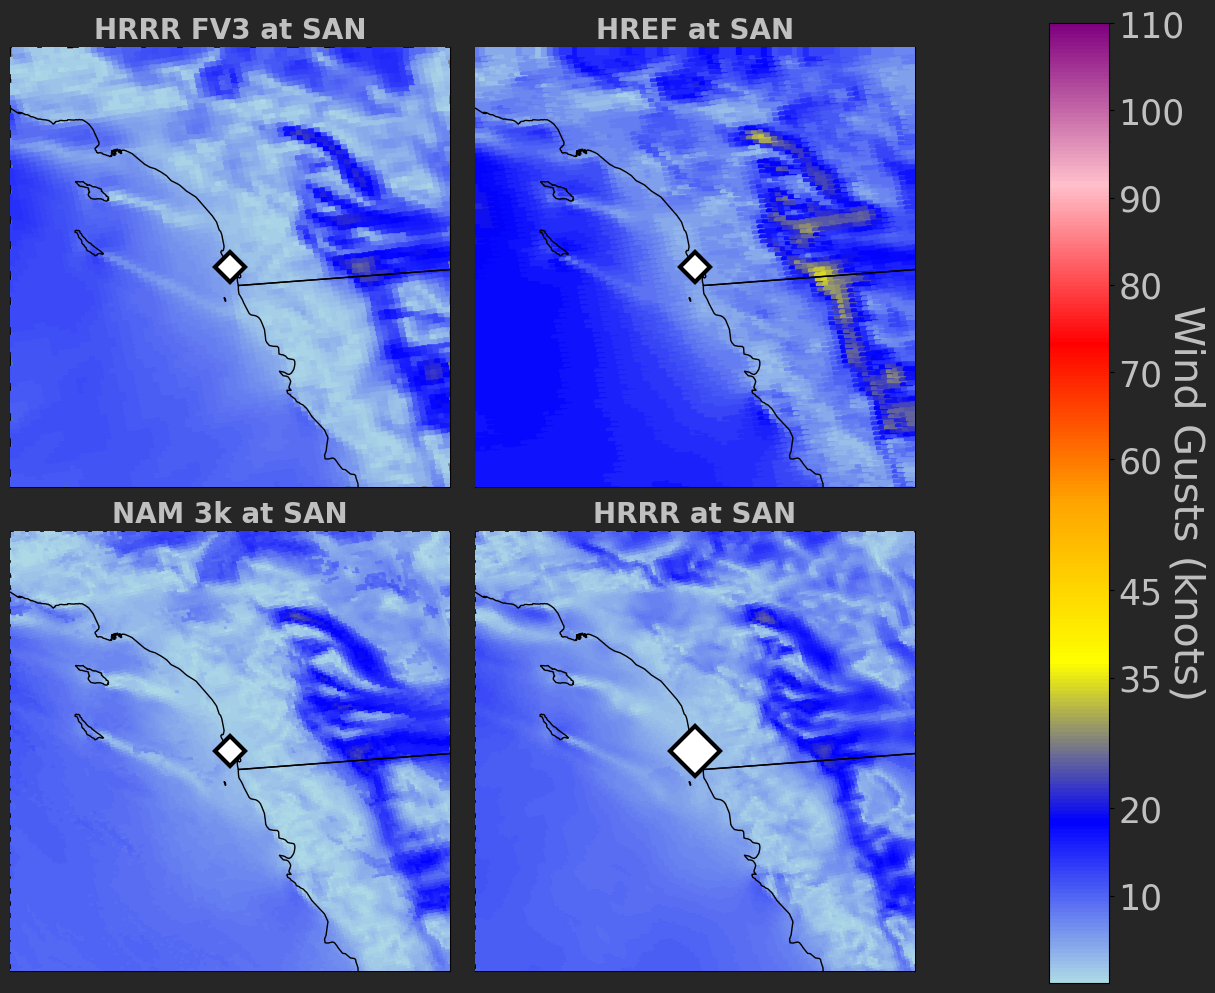 HRRR FV3 at SAN
HREF at SAN
NAM 3k at SAN
HRRR at SAN
110
100
90
80
70
60
45
35
20
10
Wind Gusts (knots)